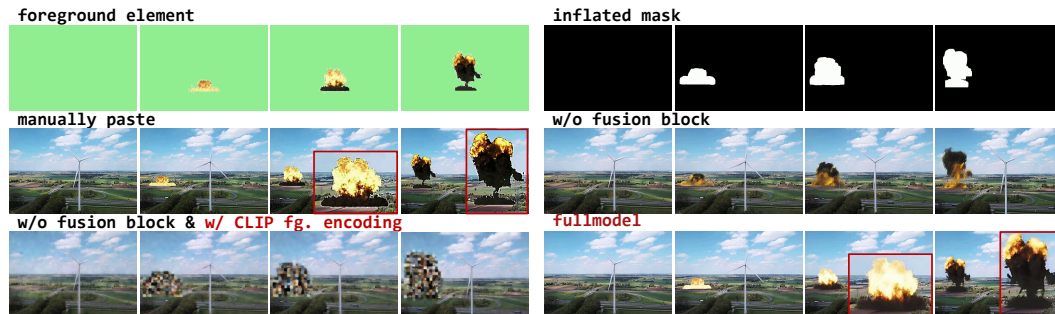 foreground element
inflated mask
manually paste
w/o fusion block
w/o fusion block & w/ CLIP fg. encoding
fullmodel